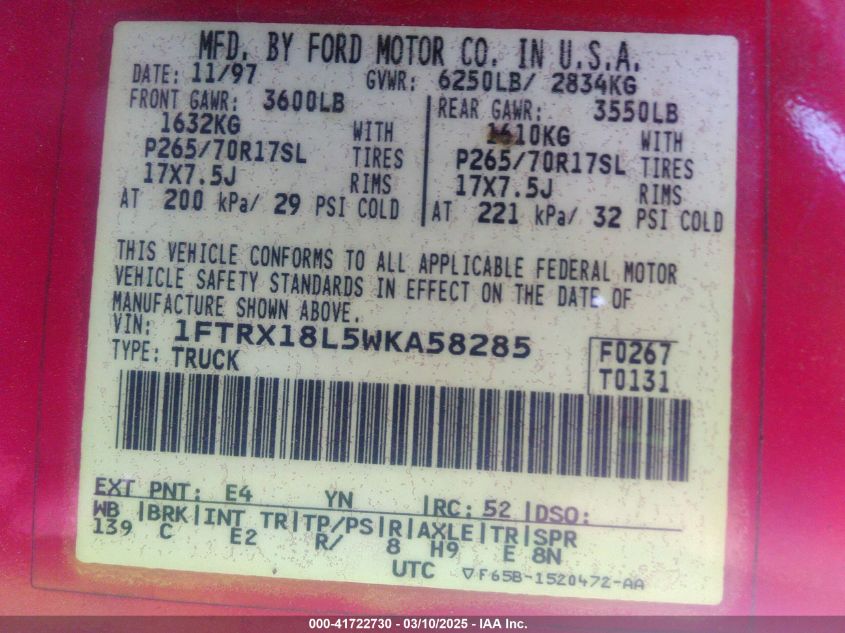 MFD. BY FORD MOTOR CO. IN U.S.A.
DATE: 11/97 GVWR: 6250LB/ 2834KG
FRONT GAWR: 3600LB REAR GAWR: 3550LB
1632KG WITH 1610KG WITH
P265/70R17SL TIRES P265/70R17SL TIRES
17X7.5J RIMS 17X7.5J RIMS
AT 200 kPa/ 29 PSI COLD AT 221 kPa/ 32 PSI COLD
THIS VEHICLE CONFORMS TO ALL APPLICABLE FEDERAL MOTOR
VEHICLE SAFETY STANDARDS IN EFFECT ON THE DATE OF
MANUFACTURE SHOWN ABOVE.
VIN: 1FTRX18L5WKA58285 F0267
TYPE: TRUCK T0131
EXT PNT: E4 YN |RC: 52 |DSO:
WB |BRK|INT TR|TP/PS|R|AXLE|TR|SPR
139 C E2 R/ 8 H9 E 8N
UTC ▽F65B-1520472-AA
000-41722730 - 03/10/2025 - IAA Inc.